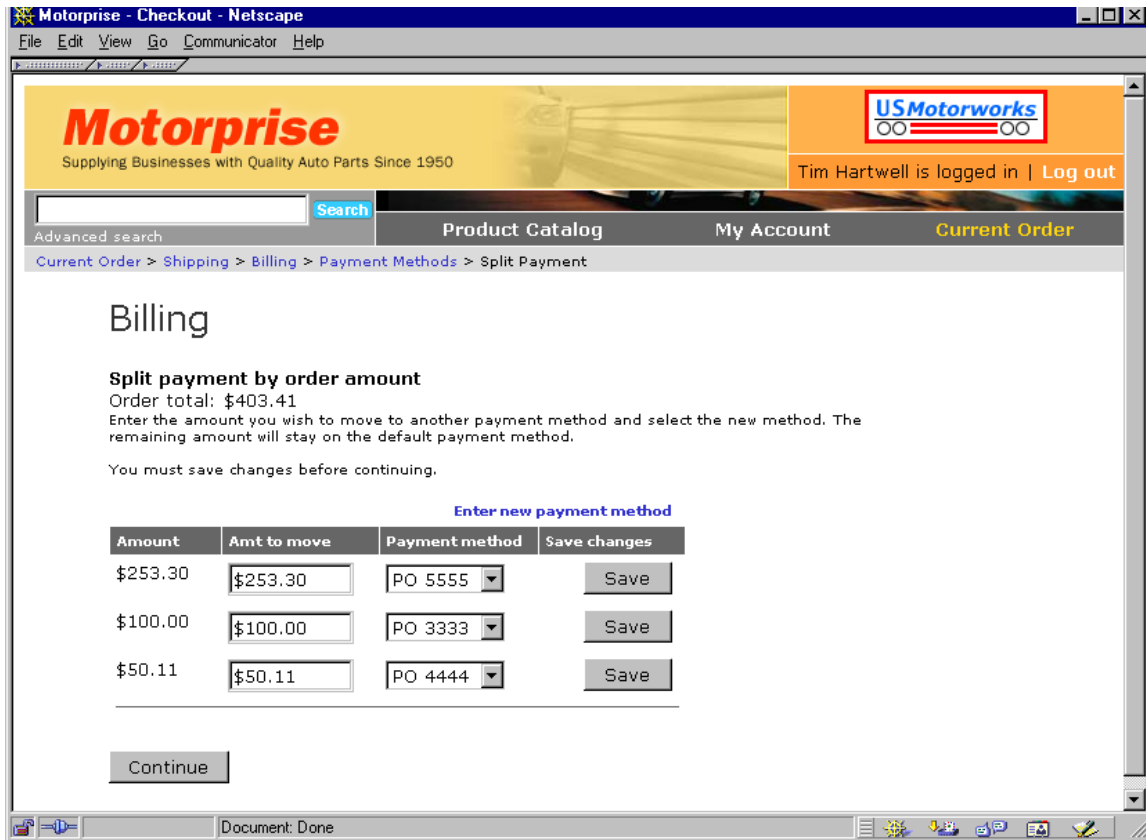 Motorprise - Checkout - Netscape
File Edit View Go Communicator Help
Motorprise
Supplying Businesses with Quality Auto Parts Since 1950
USMotorworks
Tim Hartwell is logged in | Log out
Search
Advanced search
Product Catalog My Account Current Order
Current Order > Shipping > Billing > Payment Methods > Split Payment
Billing
Split payment by order amount
Order total: $403.41
Enter the amount you wish to move to another payment method and select the new method. The
remaining amount will stay on the default payment method.
You must save changes before continuing.
Enter new payment method
Amount Amt to move Payment method Save changes
$253.30 $253.30 PO 5555 Save
$100.00 $100.00 PO 3333 Save
$50.11 $50.11 PO 4444 Save
Continue
Document: Done